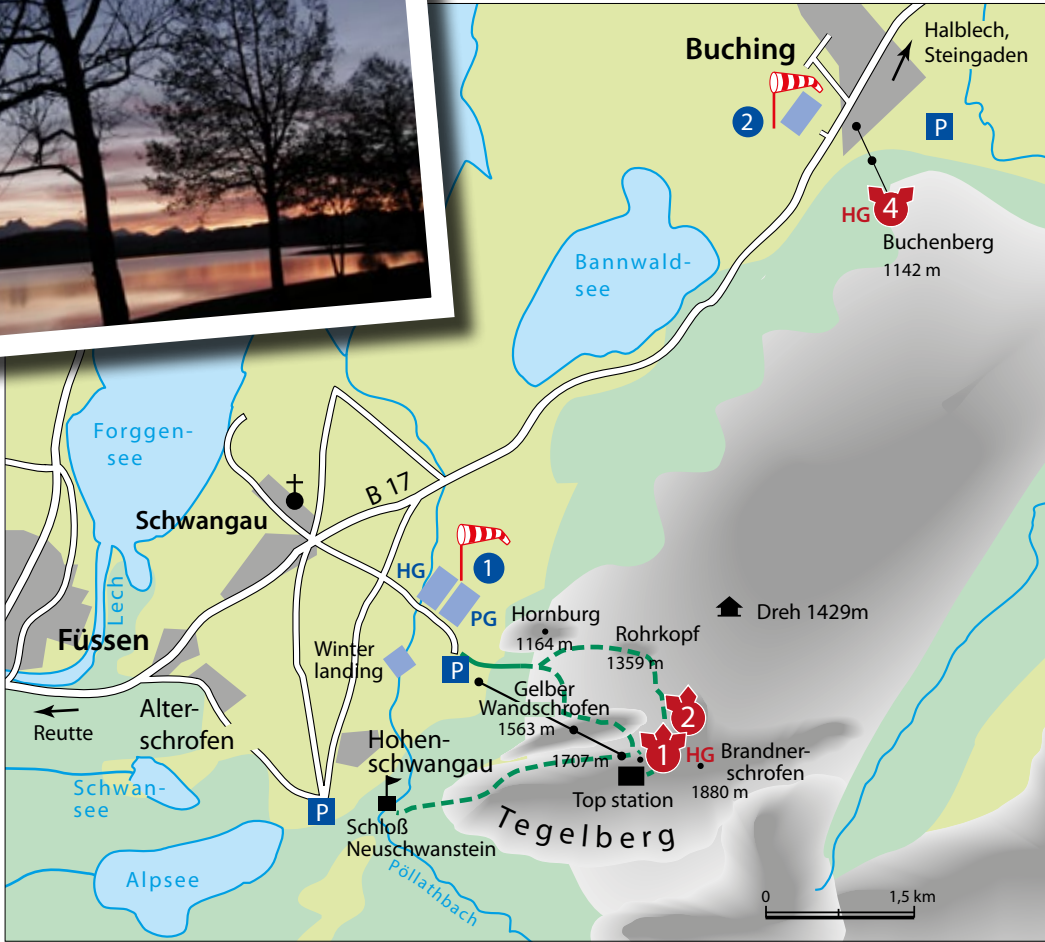 Halblech,
Steingaden
Buching
2
P
HG
4
Buchenberg
1142 m
Bannwald-
see
Forggen-
see
B 17
Schwangau
Lech
HG
1
PG
Füssen
Hornburg
1164 m
Rohrkopf
1359 m
Dreh 1429m
Winter
landing
P
Gelber
Wandschrofen
1563 m
2
1
HG
Brandner-
schrofen
1880 m
1707 m
Top station
Tegelberg
Reutte
Alter-
schrofen
Hohen-
schwangau
Schwan-
see
P
Schloß
Neuschwanstein
Alpsee
Pöllathbach
0
1,5 km